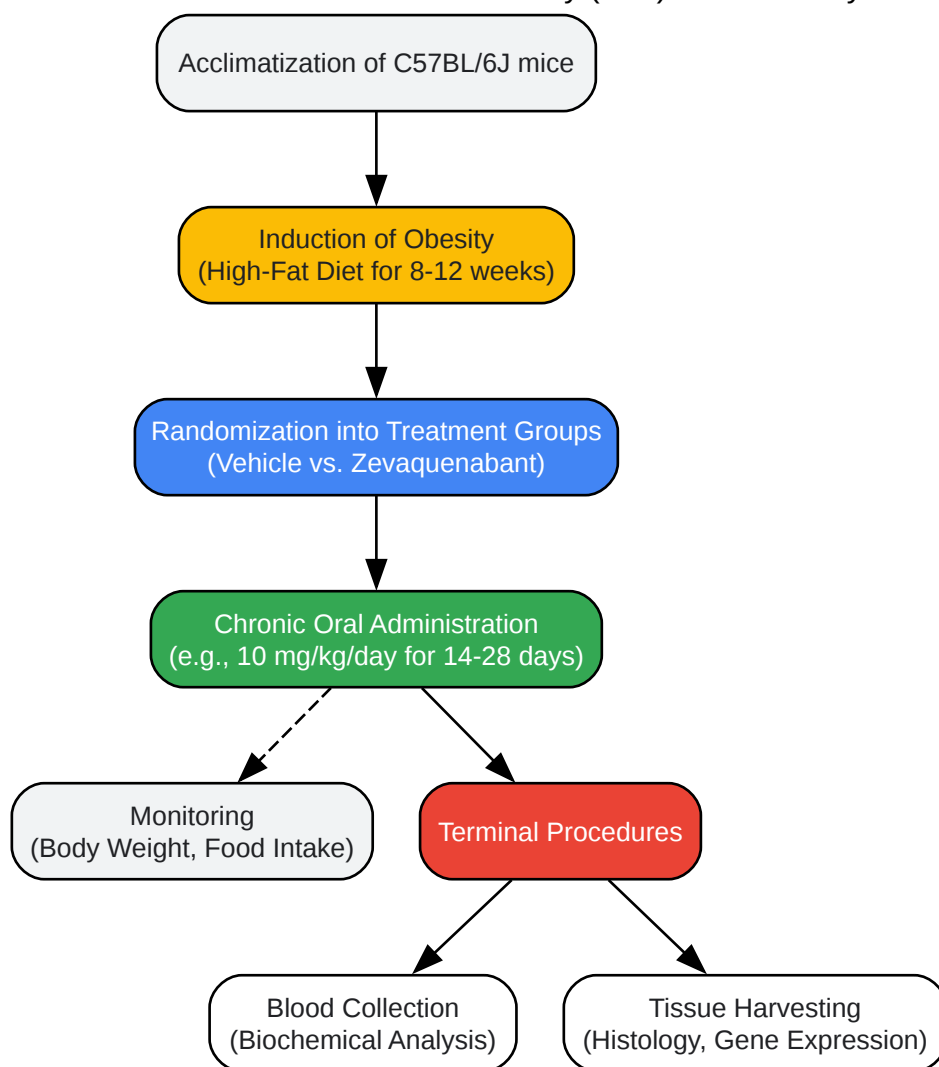 Acclimatization of C57BL/6J mice
Induction of Obesity
(High-Fat Diet for 8-12 weeks)
Randomization into Treatment Groups
(Vehicle vs. Zevaquenabant)
Chronic Oral Administration
(e.g., 10 mg/kg/day for 14-28 days)
Monitoring
(Body Weight, Food Intake)
Terminal Procedures
Blood Collection
(Biochemical Analysis)
Tissue Harvesting
(Histology, Gene Expression)